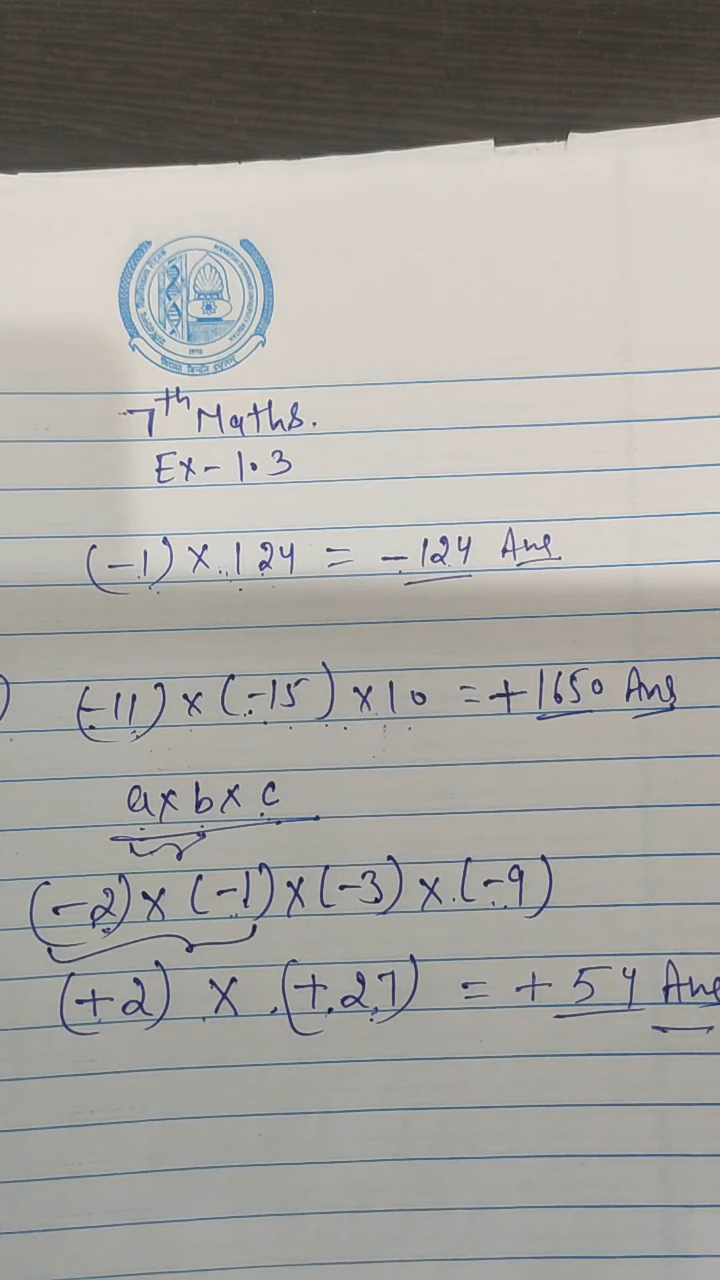 1976
7th Maths.
Ex- 1.3
(-1) × 124 = -124 Ans
) (-11) × (-15) × 10 = + 1650 Ans
a × b × c
(-2) × (-1) × (-3) × (-9)
(+2) × (+27) = + 54 Ans